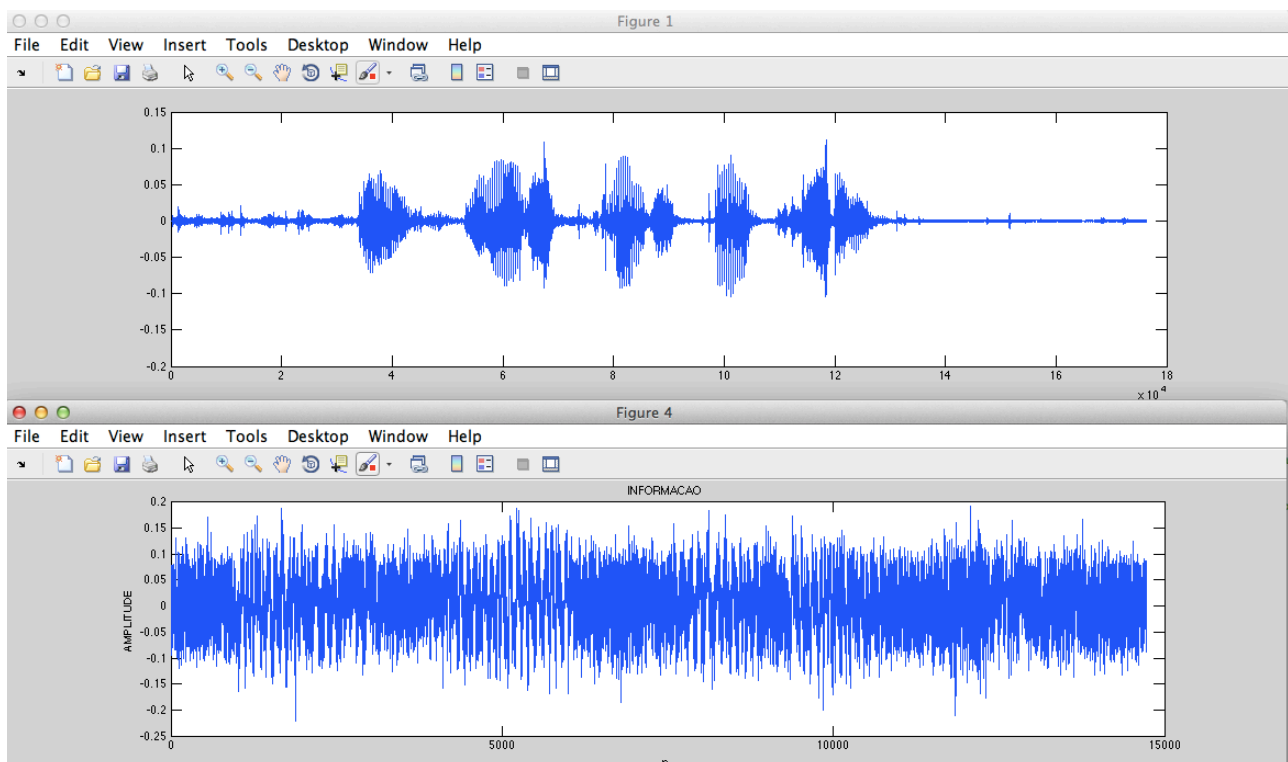 Figure 1
File Edit View Insert Tools Desktop Window Help
0.15
0.1
0.05
0
-0.05
-0.1
-0.15
-0.2
0 2 4 6 8 10 12 14 16 18
x 10^4
Figure 4
File Edit View Insert Tools Desktop Window Help
INFORMACAO
0.2
0.15
0.1
0.05
0
-0.05
-0.1
-0.15
-0.2
-0.25
AMPLITUDE
0 5000 10000 15000